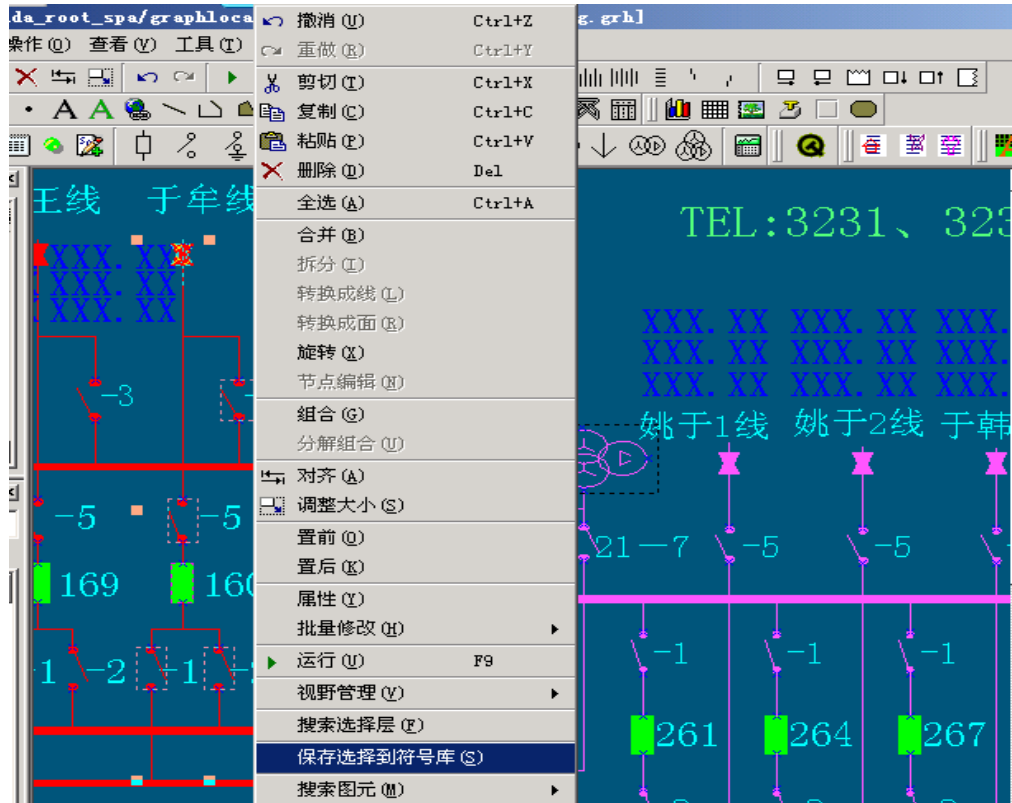 da_root_spa/graphloca
g.grh]
操作(O) 查看(V) 工具(T)
撤消(U) Ctrl+Z
重做(R) Ctrl+Y
剪切(T) Ctrl+X
复制(C) Ctrl+C
粘贴(P) Ctrl+V
删除(D) Del
全选(A) Ctrl+A
合并(B)
拆分(I)
转换成线(L)
转换成面(R)
旋转(X)
节点编辑(N)
组合(G)
分解组合(U)
对齐(A)
调整大小(S)
置前(O)
置后(K)
属性(Y)
批量修改(H)
运行(U) F9
视野管理(V)
搜索选择层(F)
保存选择到符号库(S)
搜索图元(M)
王线 于牟线
XXX. XX
XXX. XX
XXX. XX
-3
-5 -5
169 160
1 -2 -1
TEL:3231、323
XXX. XX XXX. XX XXX.
XXX. XX XXX. XX XXX.
XXX. XX XXX. XX XXX.
姚于1线 姚于2线 于韩
21-7 -5 -5
-1 -1 -1
261 264 267